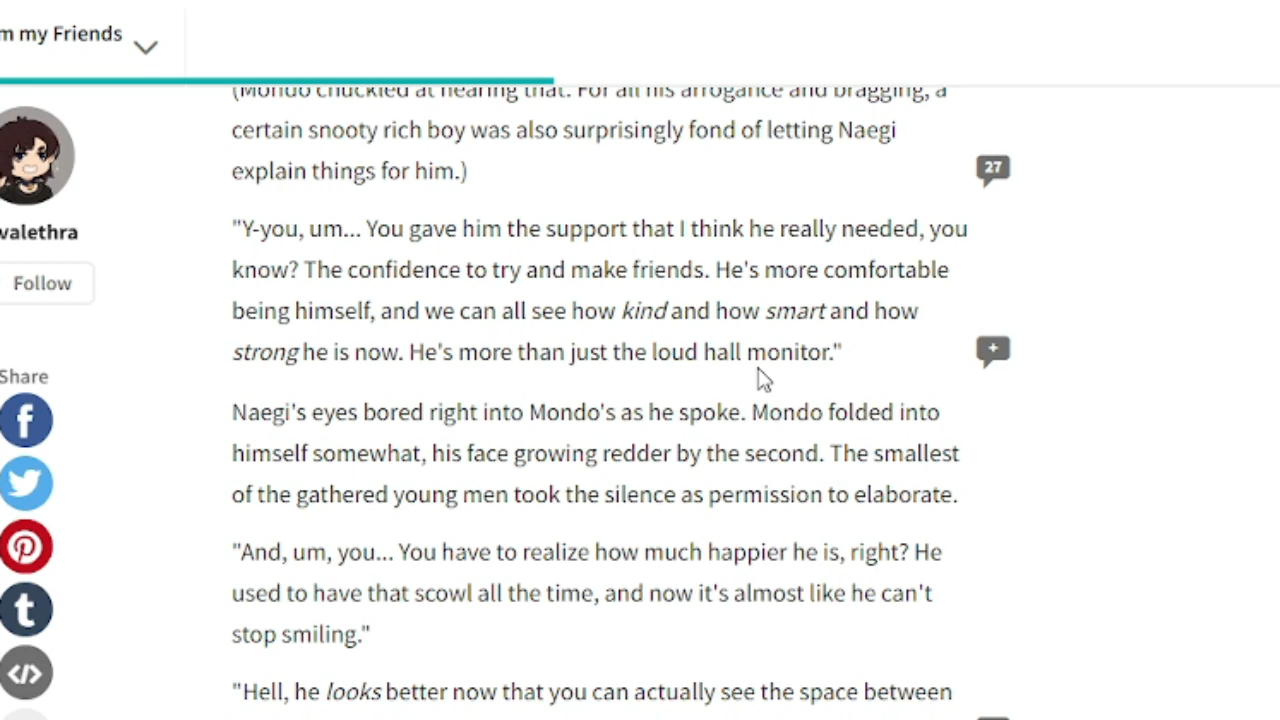 m my Friends
(Mondo chuckled at hearing that. For all his arrogance and bragging, a
certain snooty rich boy was also surprisingly fond of letting Naegi
explain things for him.)
27
valethra
Follow
"Y-you, um... You gave him the support that I think he really needed, you
know? The confidence to try and make friends. He's more comfortable
being himself, and we can all see how kind and how smart and how
strong he is now. He's more than just the loud hall monitor."
+
Share
f
Naegi's eyes bored right into Mondo's as he spoke. Mondo folded into
himself somewhat, his face growing redder by the second. The smallest
of the gathered young men took the silence as permission to elaborate.
"And, um, you... You have to realize how much happier he is, right? He
used to have that scowl all the time, and now it's almost like he can't
stop smiling."
t
</>
"Hell, he looks better now that you can actually see the space between